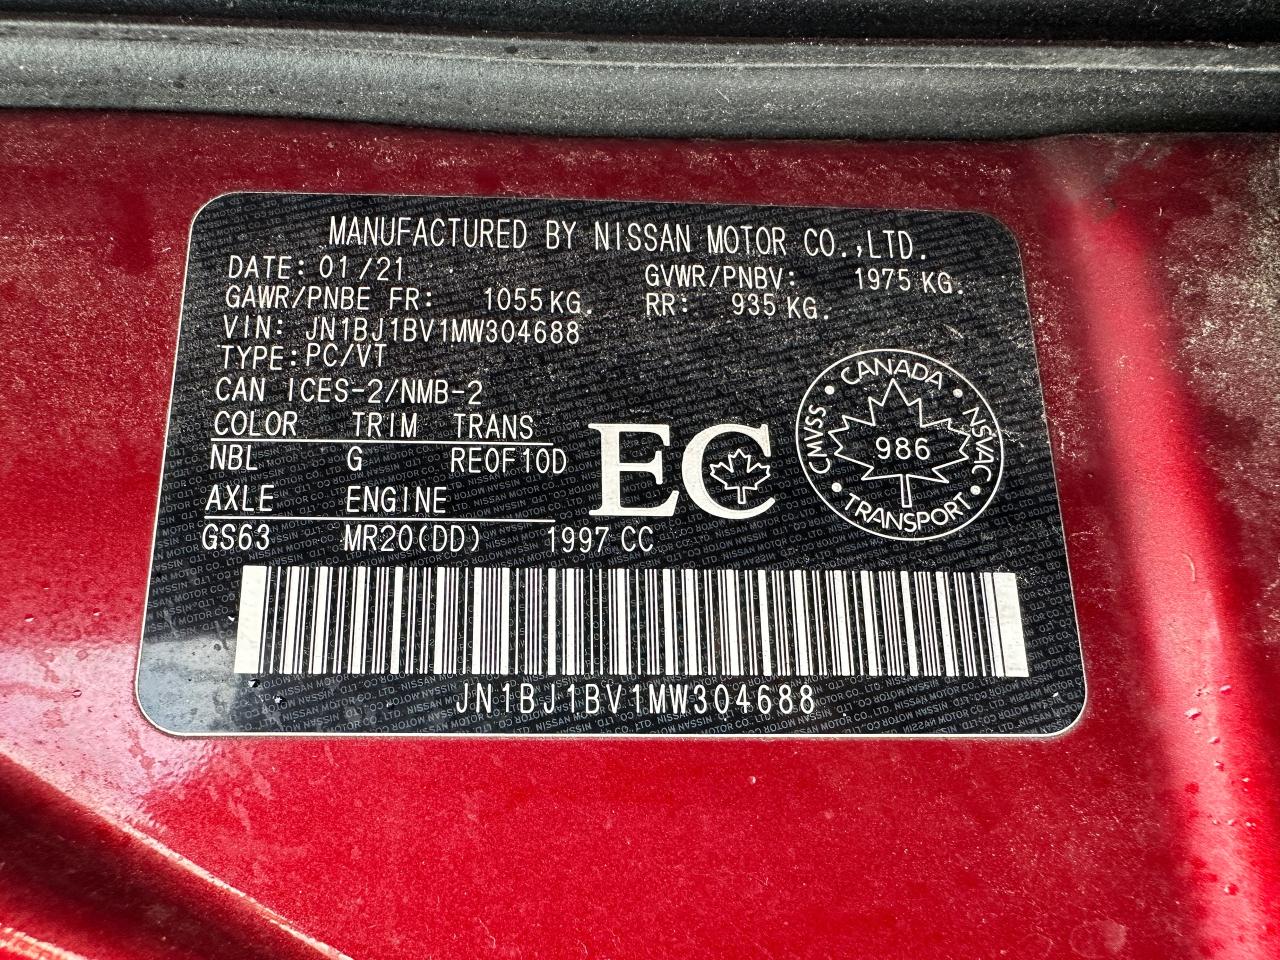 MANUFACTURED BY NISSAN MOTOR CO.,LTD.
DATE: 01/21 GVWR/PNBV: 1975 KG.
GAWR/PNBE FR: 1055 KG. RR: 935 KG.
VIN: JN1BJ1BV1MW304688
TYPE: PC/VT
CAN ICES-2/NMB-2
COLOR TRIM TRANS
NBL G RE0F10D
AXLE ENGINE
GS63 MR20(DD) 1997 CC
EC
CANADA
CMVSS 986 NSVAC
TRANSPORT
JN1BJ1BV1MW304688